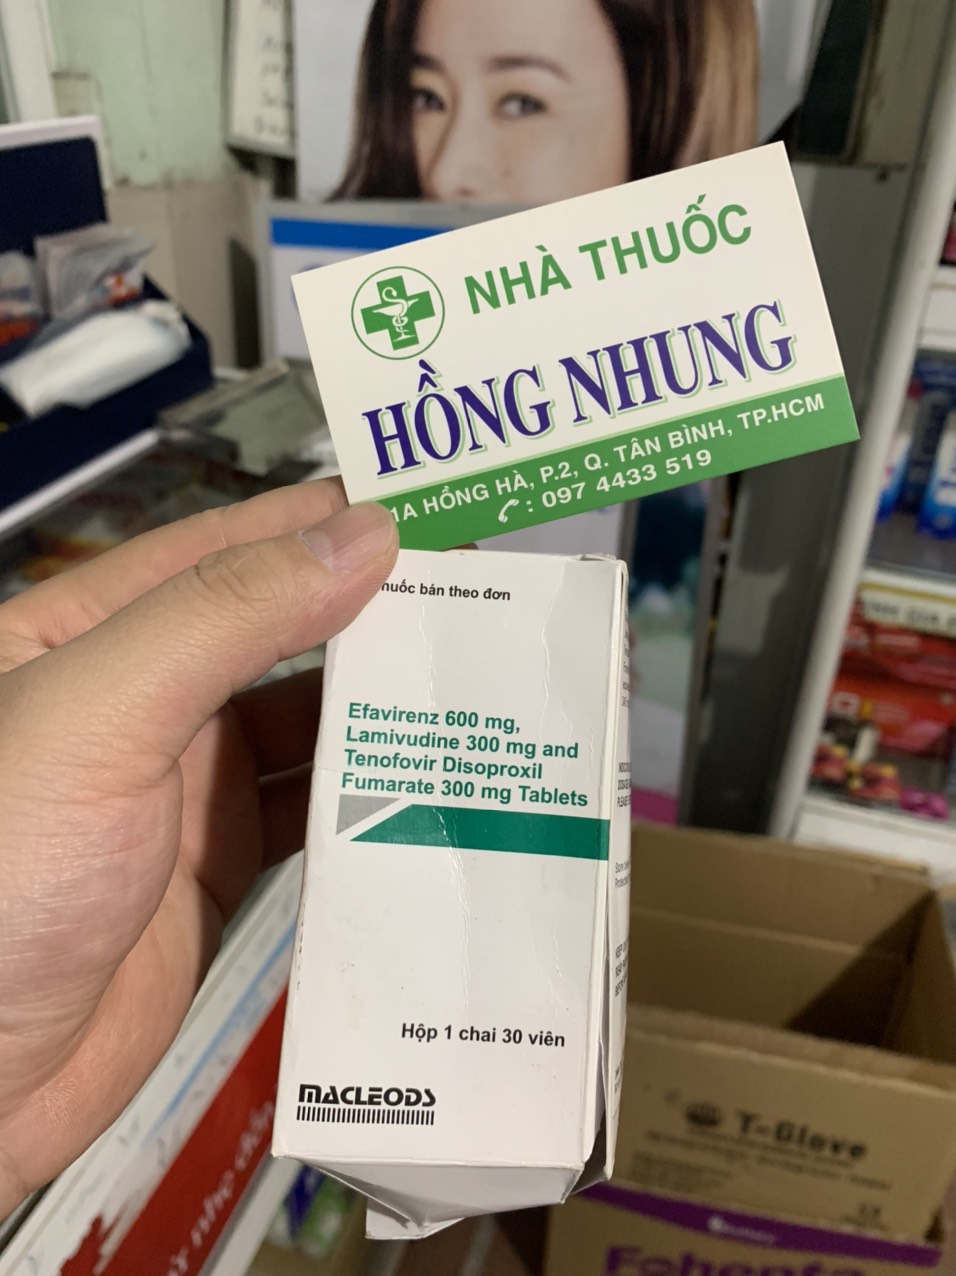 NHÀ THUỐC
HỒNG NHUNG
1A HỒNG HÀ, P.2, Q. TÂN BÌNH, TP.HCM
: 097 4433 519
bán theo đơn
Efavirenz 600 mg,
Lamivudine 300 mg and
Tenofovir Disoproxil
Fumarate 300 mg Tablets
Hộp 1 chai 30 viên
MACLEODS
T-Glove